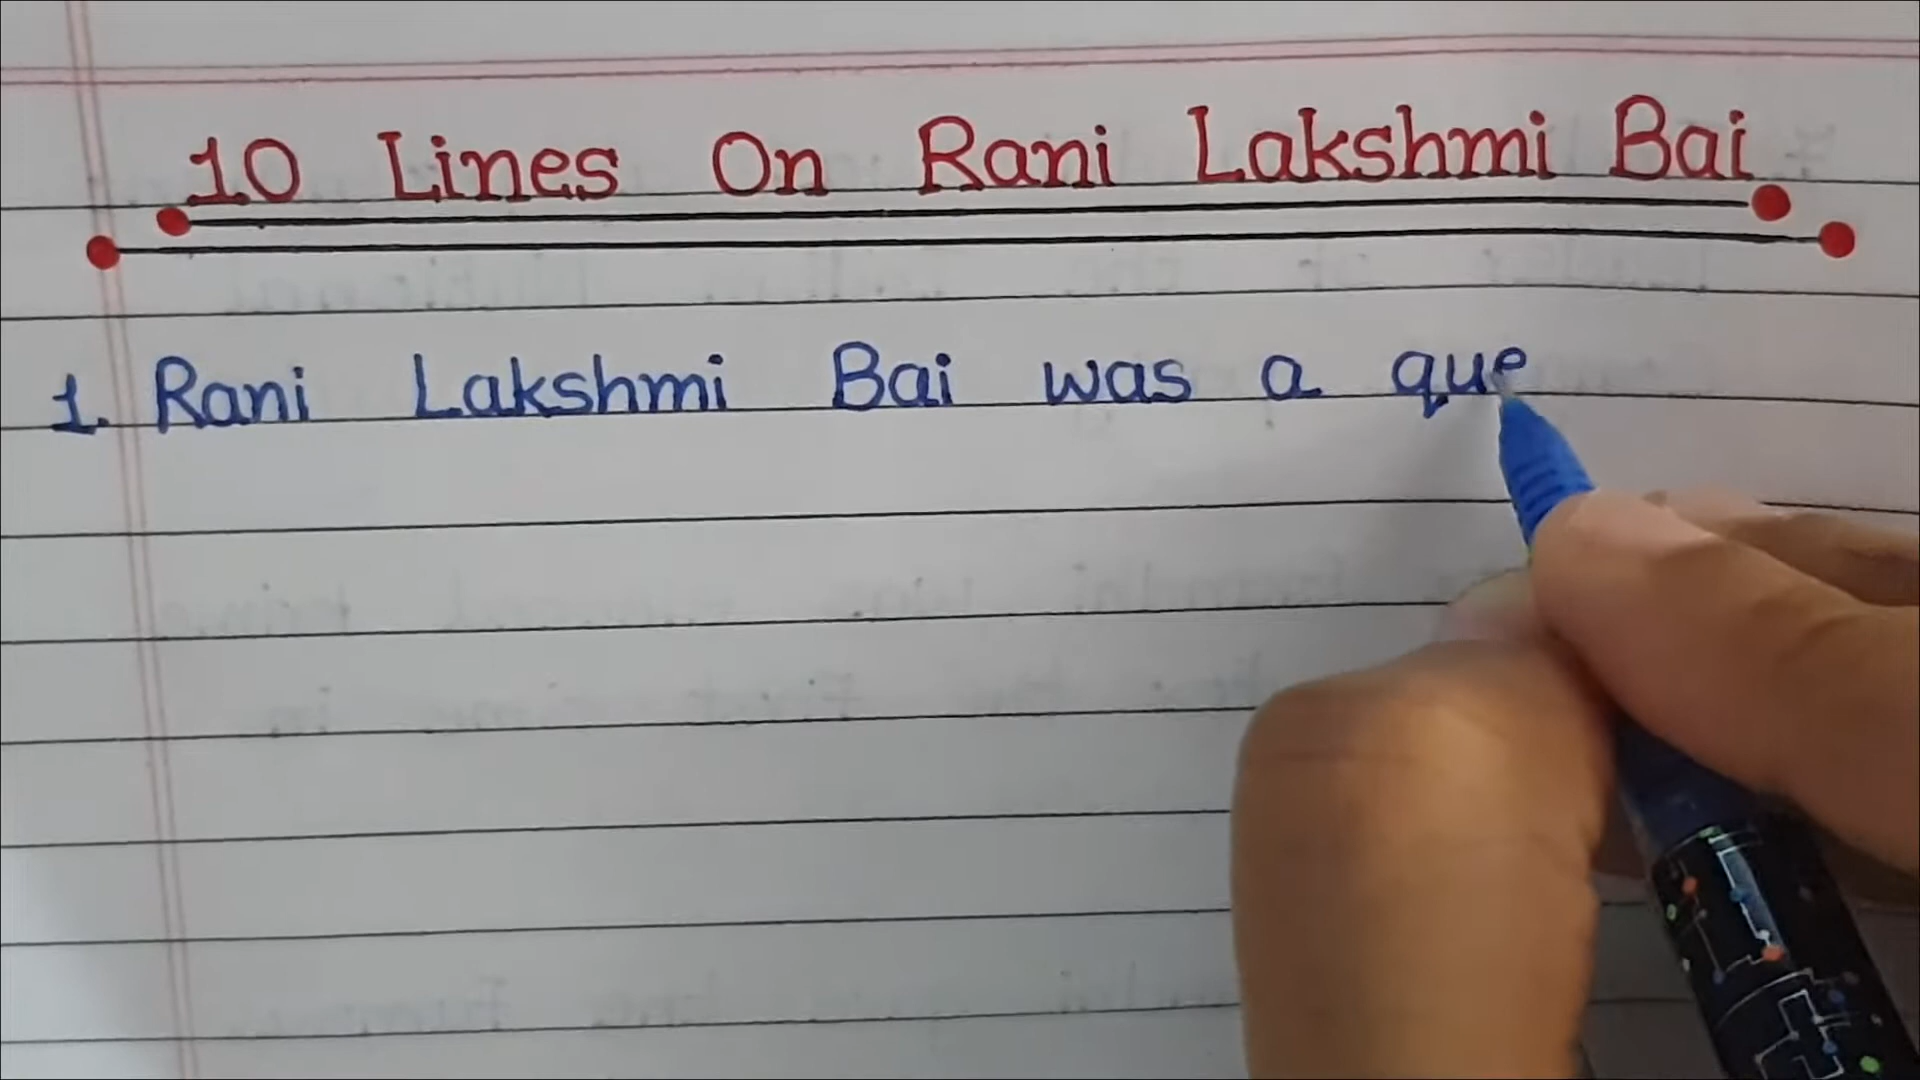 10 Lines On Rani Lakshmi Bai
1. Rani Lakshmi Bai was a que